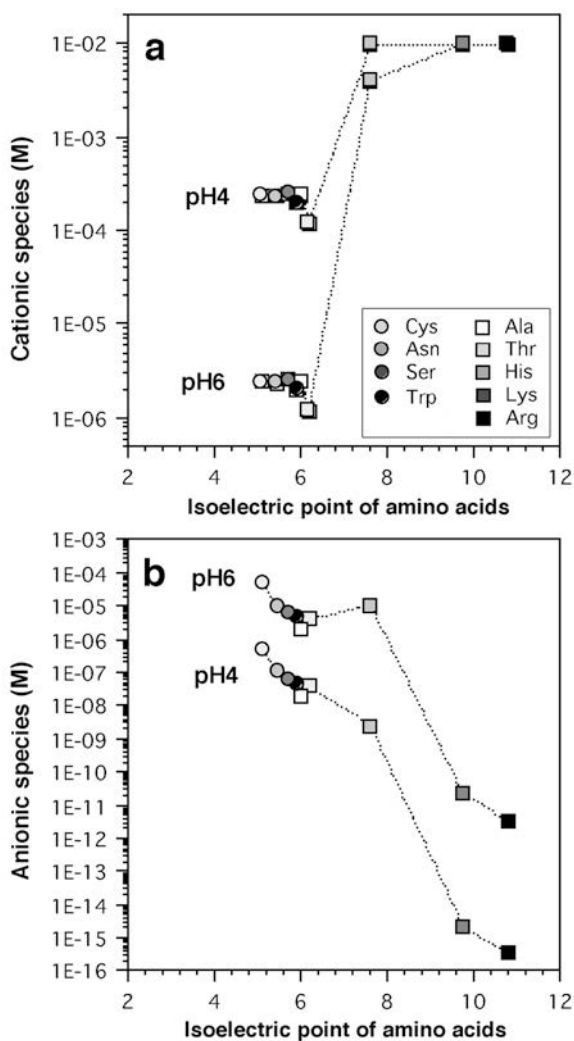 a
1E-02
1E-03
1E-04
1E-05
1E-06
Cationic species (M)
pH4
pH6
Cys
Asn
Ser
Trp
Ala
Thr
His
Lys
Arg
2 4 6 8 10 12
Isoelectric point of amino acids
b
1E-03
1E-04
1E-05
1E-06
1E-07
1E-08
1E-09
1E-10
1E-11
1E-12
1E-13
1E-14
1E-15
1E-16
Anionic species (M)
pH6
pH4
2 4 6 8 10 12
Isoelectric point of amino acids